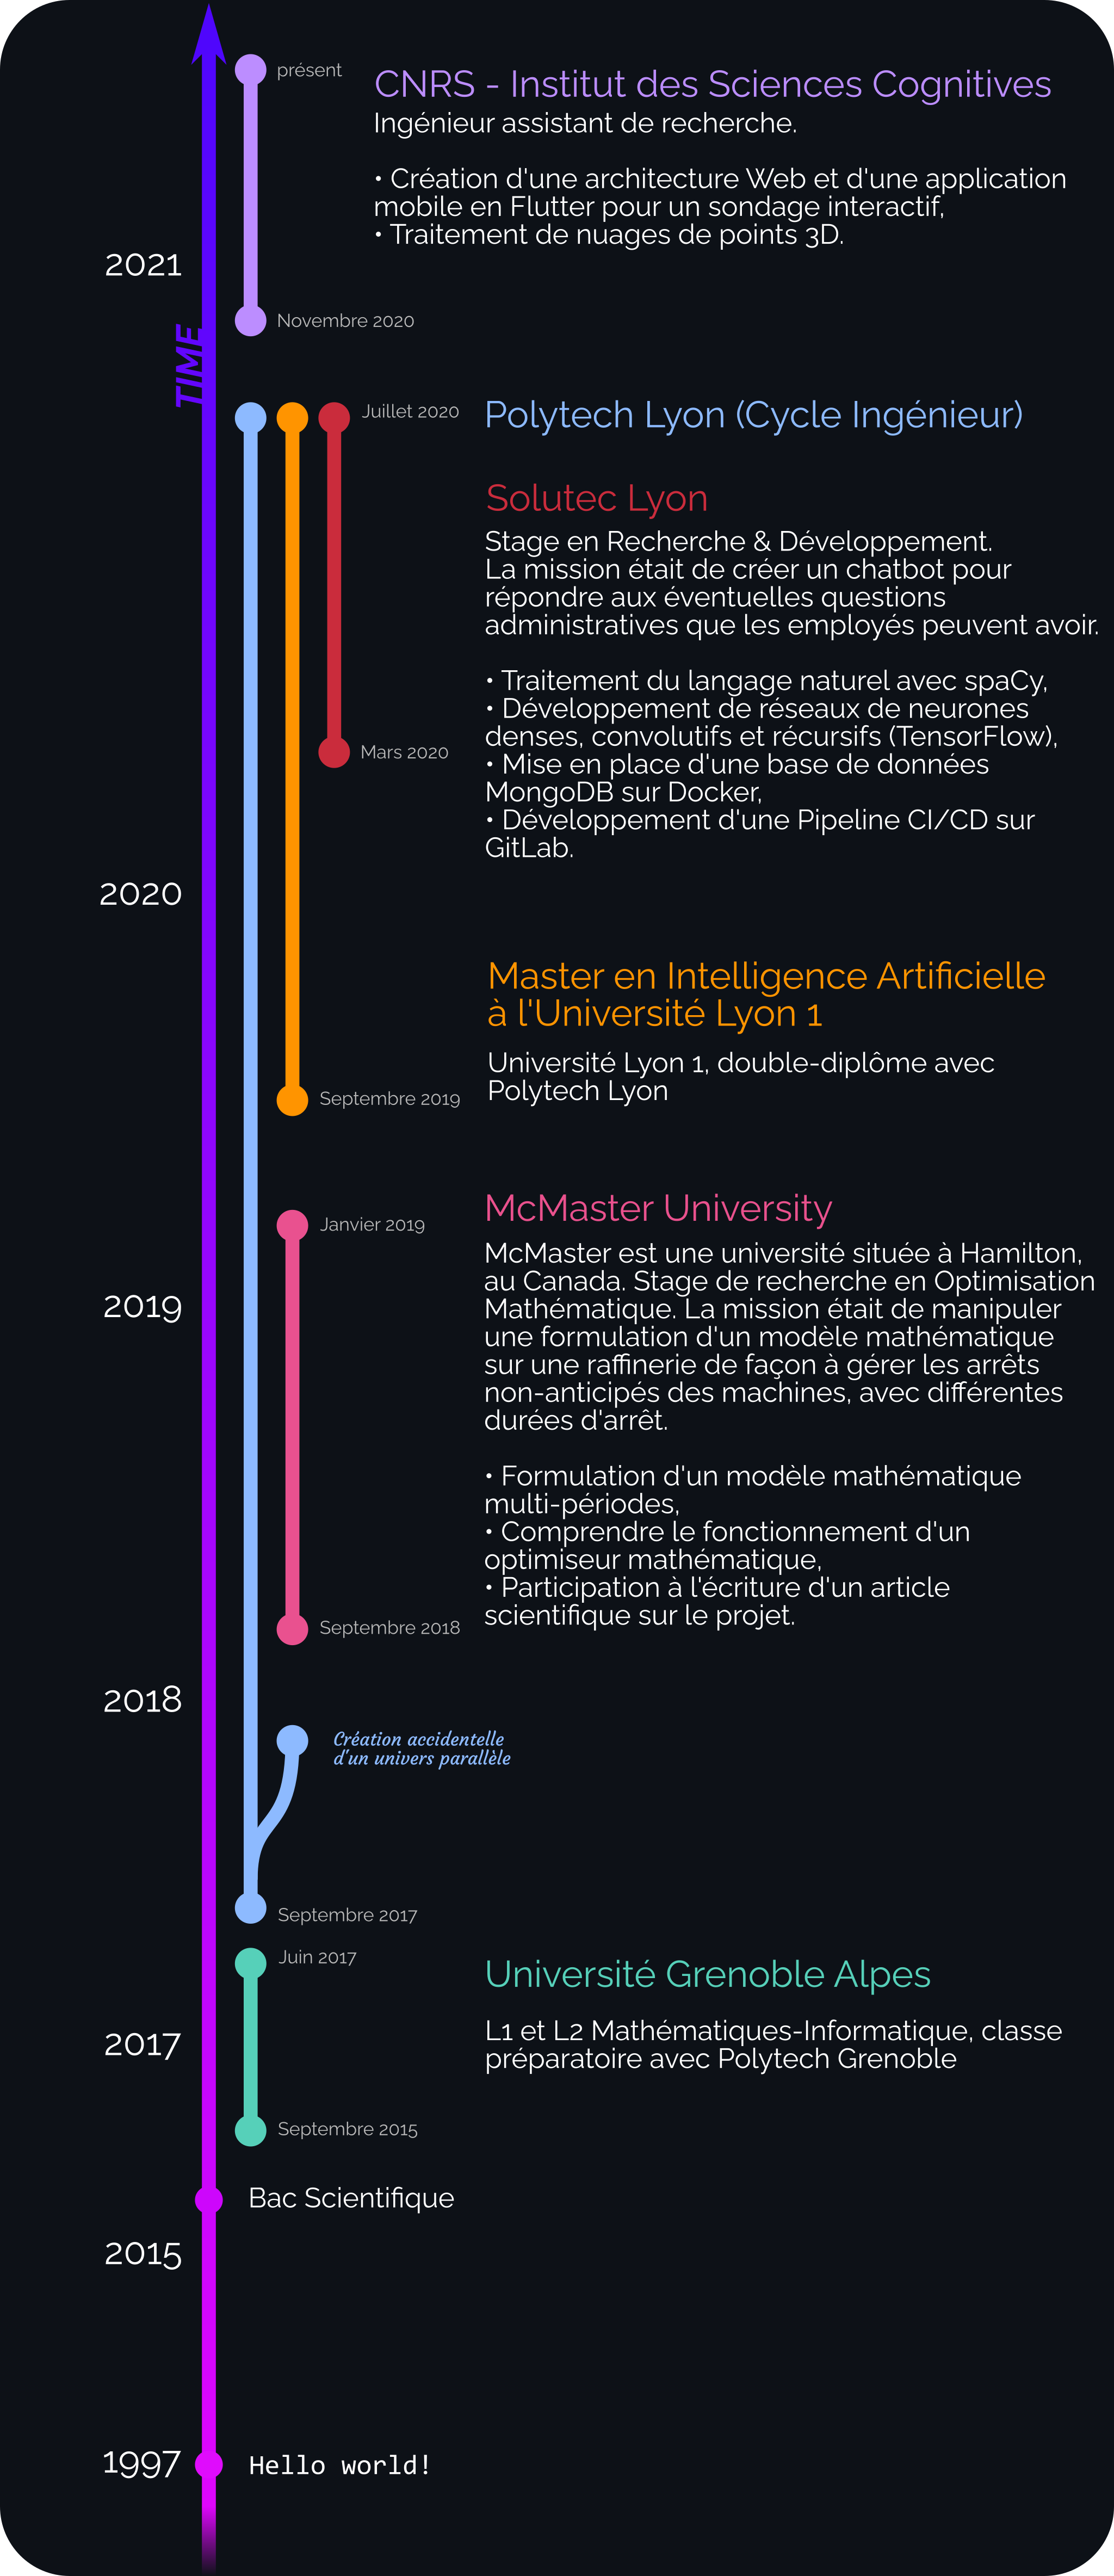 présent
CNRS - Institut des Sciences Cognitives
Ingénieur assistant de recherche.
• Création d'une architecture Web et d'une application
mobile en Flutter pour un sondage interactif,
• Traitement de nuages de points 3D.
2021
Novembre 2020
TIME
Juillet 2020
Polytech Lyon (Cycle Ingénieur)
Solutec Lyon
Stage en Recherche & Développement.
La mission était de créer un chatbot pour
répondre aux éventuelles questions
administratives que les employés peuvent avoir.
• Traitement du langage naturel avec spaCy,
• Développement de réseaux de neurones
denses, convolutifs et récursifs (TensorFlow),
• Mise en place d'une base de données
MongoDB sur Docker,
• Développement d'une Pipeline CI/CD sur
GitLab.
Mars 2020
2020
Master en Intelligence Artificielle
à l'Université Lyon 1
Université Lyon 1, double-diplôme avec
Polytech Lyon
Septembre 2019
Janvier 2019
McMaster University
McMaster est une université située à Hamilton,
au Canada. Stage de recherche en Optimisation
Mathématique. La mission était de manipuler
une formulation d'un modèle mathématique
sur une raffinerie de façon à gérer les arrêts
non-anticipés des machines, avec différentes
durées d'arrêt.
2019
• Formulation d'un modèle mathématique
multi-périodes,
• Comprendre le fonctionnement d'un
optimiseur mathématique,
• Participation à l'écriture d'un article
scientifique sur le projet.
Septembre 2018
2018
Création accidentelle
d'un univers parallèle
Septembre 2017
Juin 2017
Université Grenoble Alpes
L1 et L2 Mathématiques-Informatique, classe
préparatoire avec Polytech Grenoble
2017
Septembre 2015
Bac Scientifique
2015
1997
Hello world!